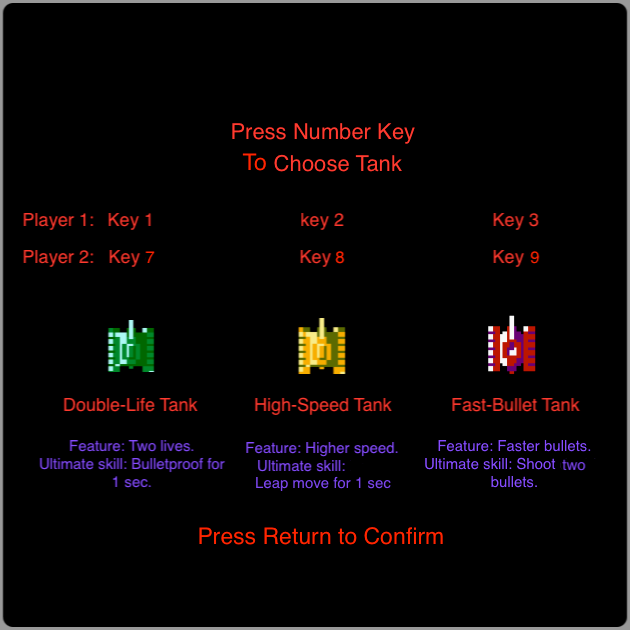 Press Number Key
To Choose Tank
Player 1: Key 1 key 2 Key 3
Player 2: Key 7 Key 8 Key 9
Double-Life Tank High-Speed Tank Fast-Bullet Tank
Feature: Two lives.
Ultimate skill: Bulletproof for
1 sec.
Feature: Higher speed.
Ultimate skill:
Leap move for 1 sec
Feature: Faster bullets.
Ultimate skill: Shoot two
bullets.
Press Return to Confirm